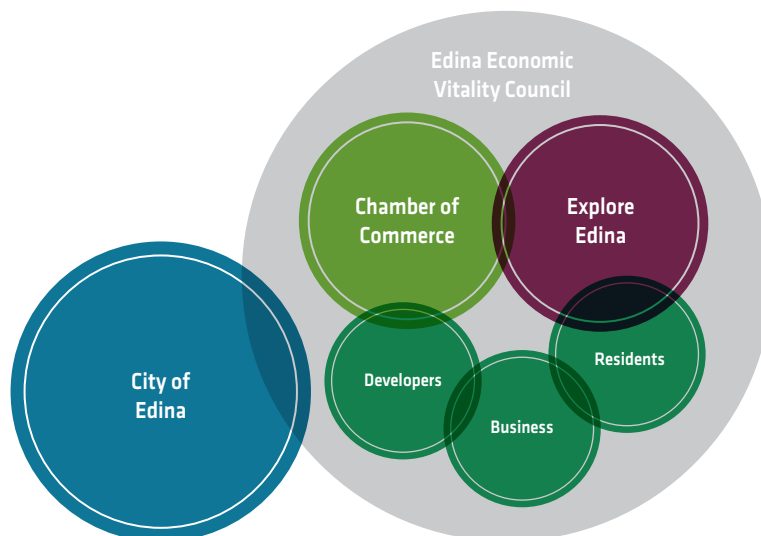 Edina Economic
Vitality Council
Chamber of
Commerce
Explore
Edina
City of
Edina
Developers
Business
Residents